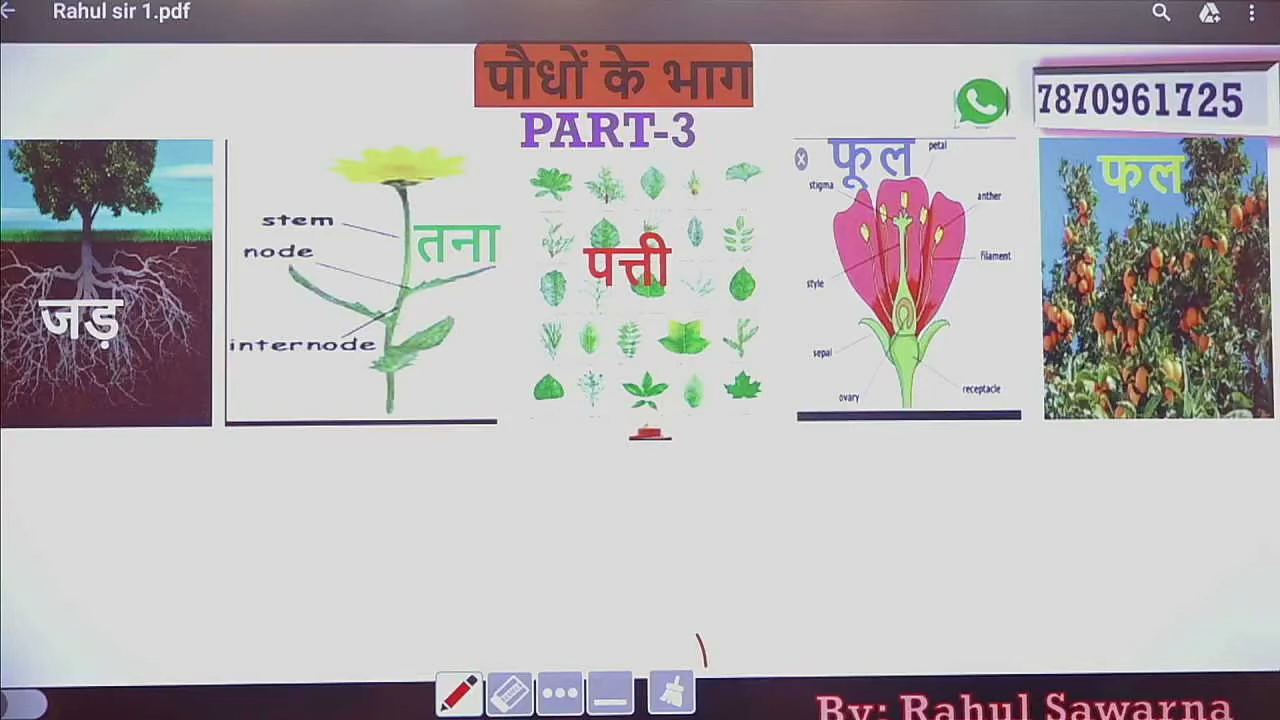 Rahul sir 1.pdf
पौधों के भाग
PART-3
7870961725
जड़
stem
node
internode
तना
पत्ती
फूल
petal
stigma
anther
filament
style
sepal
ovary
receptacle
फल
By: Rahul Sawarna